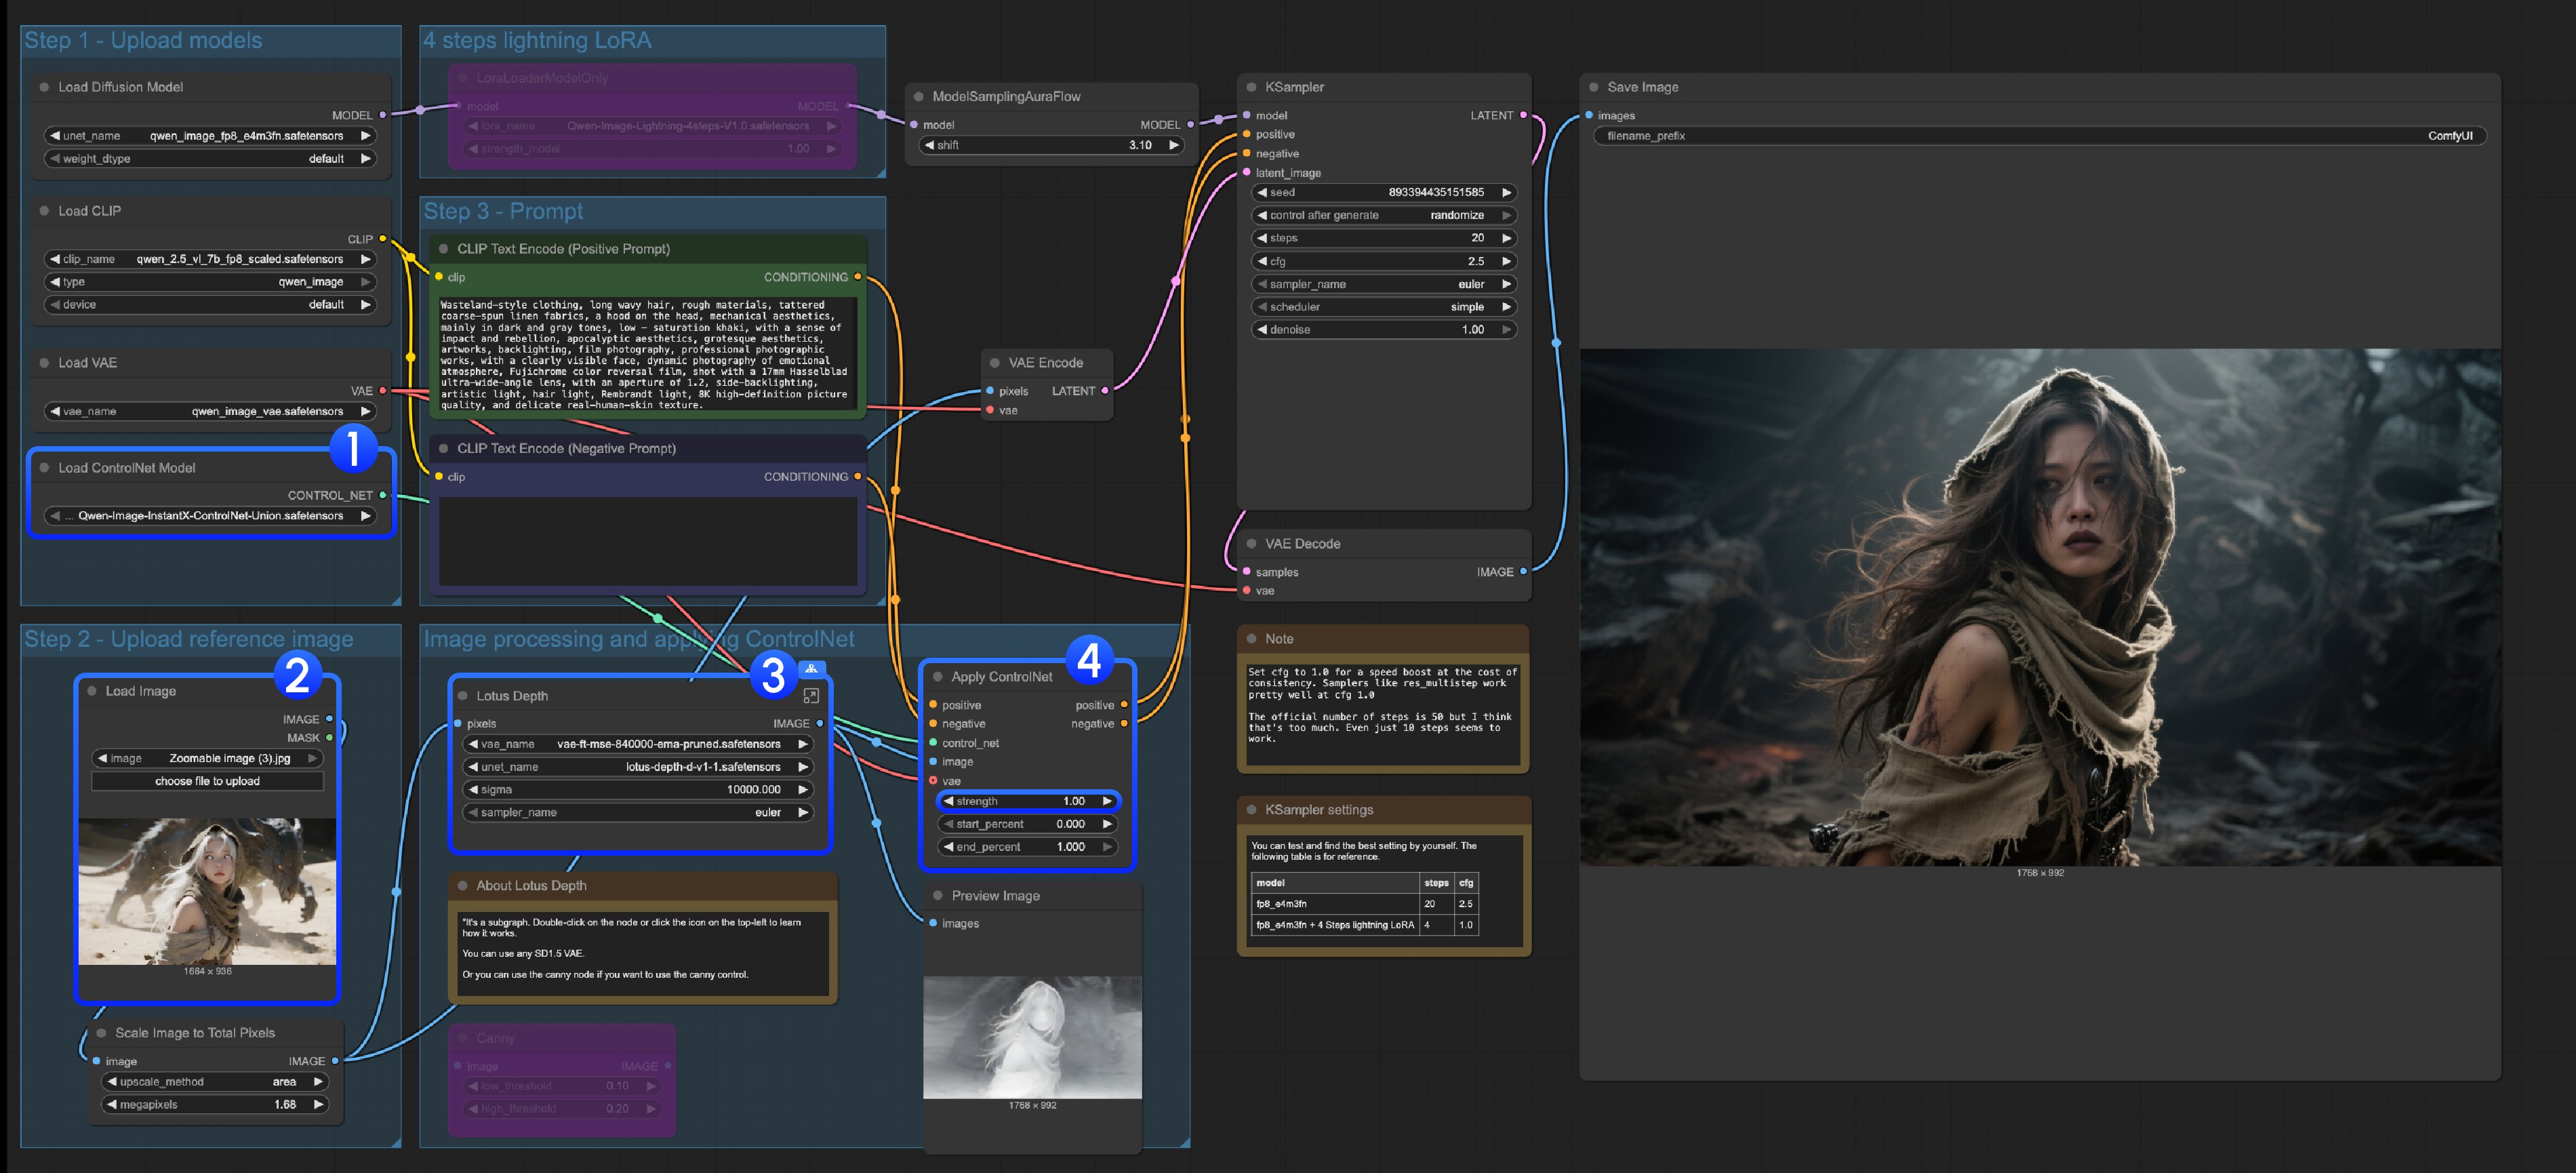 Step 1 - Upload models
Load Diffusion Model
MODEL
unet_name qwen_image_fp8_e4m3fn.safetensors
weight_dtype default
Load CLIP
CLIP
clip_name qwen_2.5_vl_7b_fp8_scaled.safetensors
type qwen_image
device default
Load VAE
VAE
vae_name qwen_image_vae.safetensors
1
Load ControlNet Model
CONTROL_NET
... Qwen-Image-InstantX-ControlNet-Union.safetensors
4 steps lightning LoRA
LoraLoaderModelOnly
model MODEL
lora_name Qwen-Image-Lightning-4steps-V1.0.safetensors
strength_model 1.00
Step 3 - Prompt
CLIP Text Encode (Positive Prompt)
clip CONDITIONING
Wasteland-style clothing, long wavy hair, rough materials, tattered
coarse-spun linen fabrics, a hood on the head, mechanical aesthetics,
mainly in dark and gray tones, low - saturation khaki, with a sense of
impact and rebellion, apocalyptic aesthetics, grotesque aesthetics,
artworks, backlighting, film photography, professional photographic
works, with a clearly visible face, dynamic photography of emotional
atmosphere, Fujichrome color reversal film, shot with a 17mm Hasselblad
ultra-wide-angle lens, with an aperture of 1.2, side-backlighting,
artistic light, hair light, Rembrandt light, 8K high-definition picture
quality, and delicate real-human-skin texture.
CLIP Text Encode (Negative Prompt)
clip CONDITIONING
ModelSamplingAuraFlow
model MODEL
shift 3.10
VAE Encode
pixels LATENT
vae
KSampler
model LATENT
positive
negative
latent_image
seed 893394435151585
control after generate randomize
steps 20
cfg 2.5
sampler_name euler
scheduler simple
denoise 1.00
VAE Decode
samples IMAGE
vae
Save Image
images
filename_prefix ComfyUI
1768 × 992
Step 2 - Upload reference image
2
Load Image
IMAGE
MASK
image Zoomable image (3).jpg
choose file to upload
1664 × 936
Scale Image to Total Pixels
image IMAGE
upscale_method area
megapixels 1.68
Image processing and applying ControlNet
3
Lotus Depth
pixels IMAGE
vae_name vae-ft-mse-840000-ema-pruned.safetensors
unet_name lotus-depth-d-v1-1.safetensors
sigma 10000.000
sampler_name euler
About Lotus Depth
"It's a subgraph. Double-click on the node or click the icon on the top-left to learn
how it works.
You can use any SD1.5 VAE.
Or you can use the canny node if you want to use the canny control.
Canny
image IMAGE
low_threshold 0.10
high_threshold 0.20
4
Apply ControlNet
positive positive
negative negative
control_net
image
vae
strength 1.00
start_percent 0.000
end_percent 1.000
Preview Image
images
1768 × 992
Note
Set cfg to 1.0 for a speed boost at the cost of
consistency. Samplers like res_multistep work
pretty well at cfg 1.0
The official number of steps is 50 but I think
that's too much. Even just 10 steps seems to
work.
KSampler settings
You can test and find the best setting by yourself. The
following table is for reference.
model steps cfg
fp8_e4m3fn 20 2.5
fp8_e4m3fn + 4 Steps lightning LoRA 4 1.0